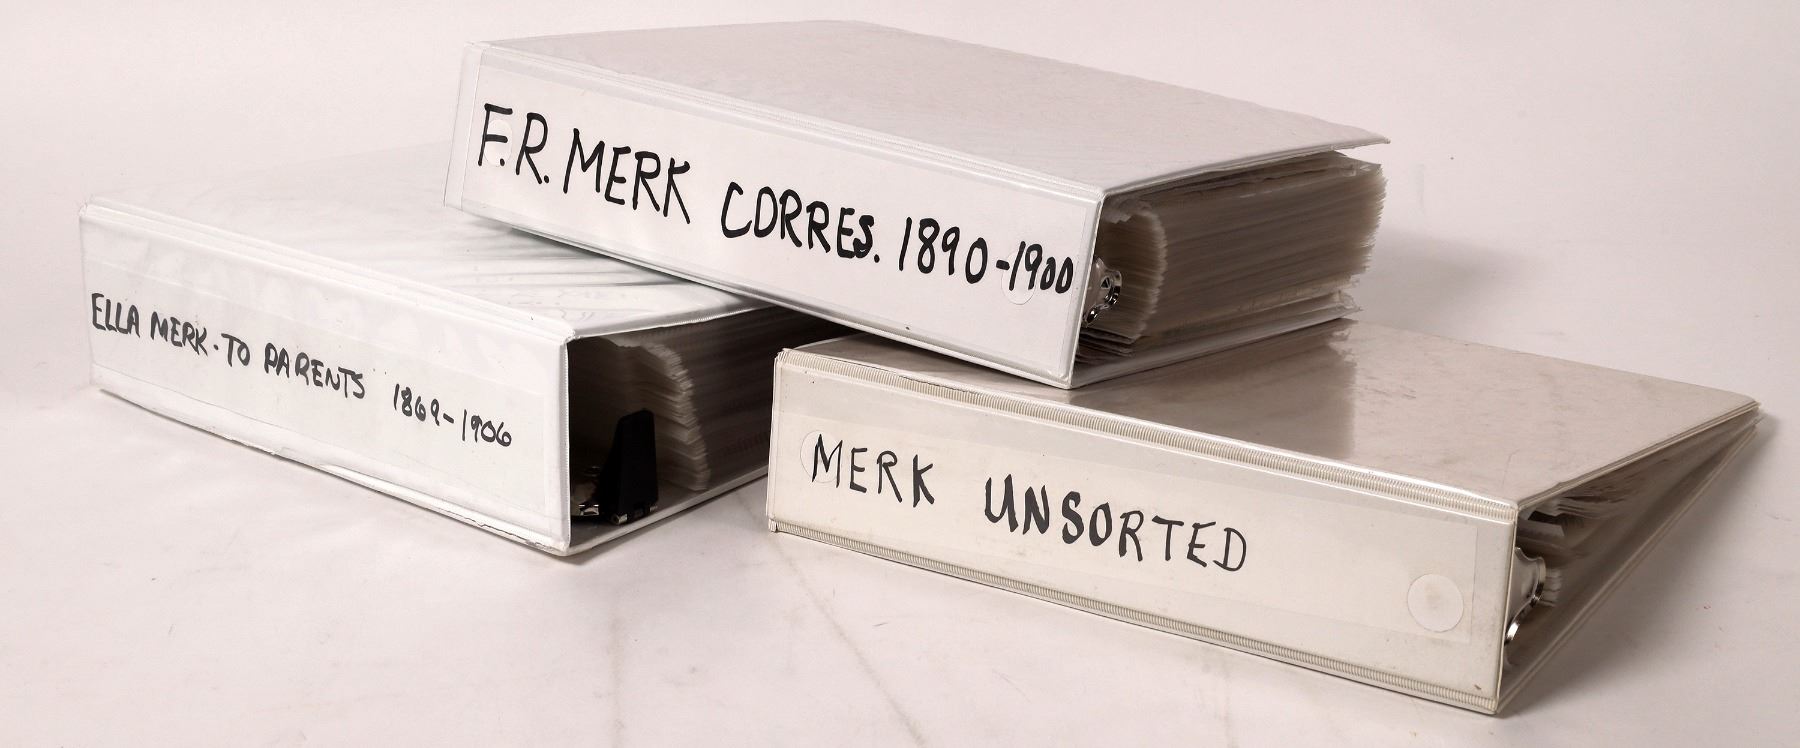 F.R. MERK CORRES. 1890-1900
ELLA MERK-TO PARENTS 1869-1906
MERK UNSORTED